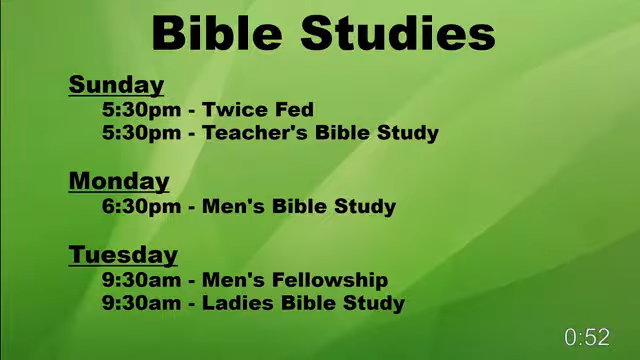 Bible Studies
Sunday
5:30pm - Twice Fed
5:30pm - Teacher's Bible Study
Monday
6:30pm - Men's Bible Study
Tuesday
9:30am - Men's Fellowship
9:30am - Ladies Bible Study
0:52